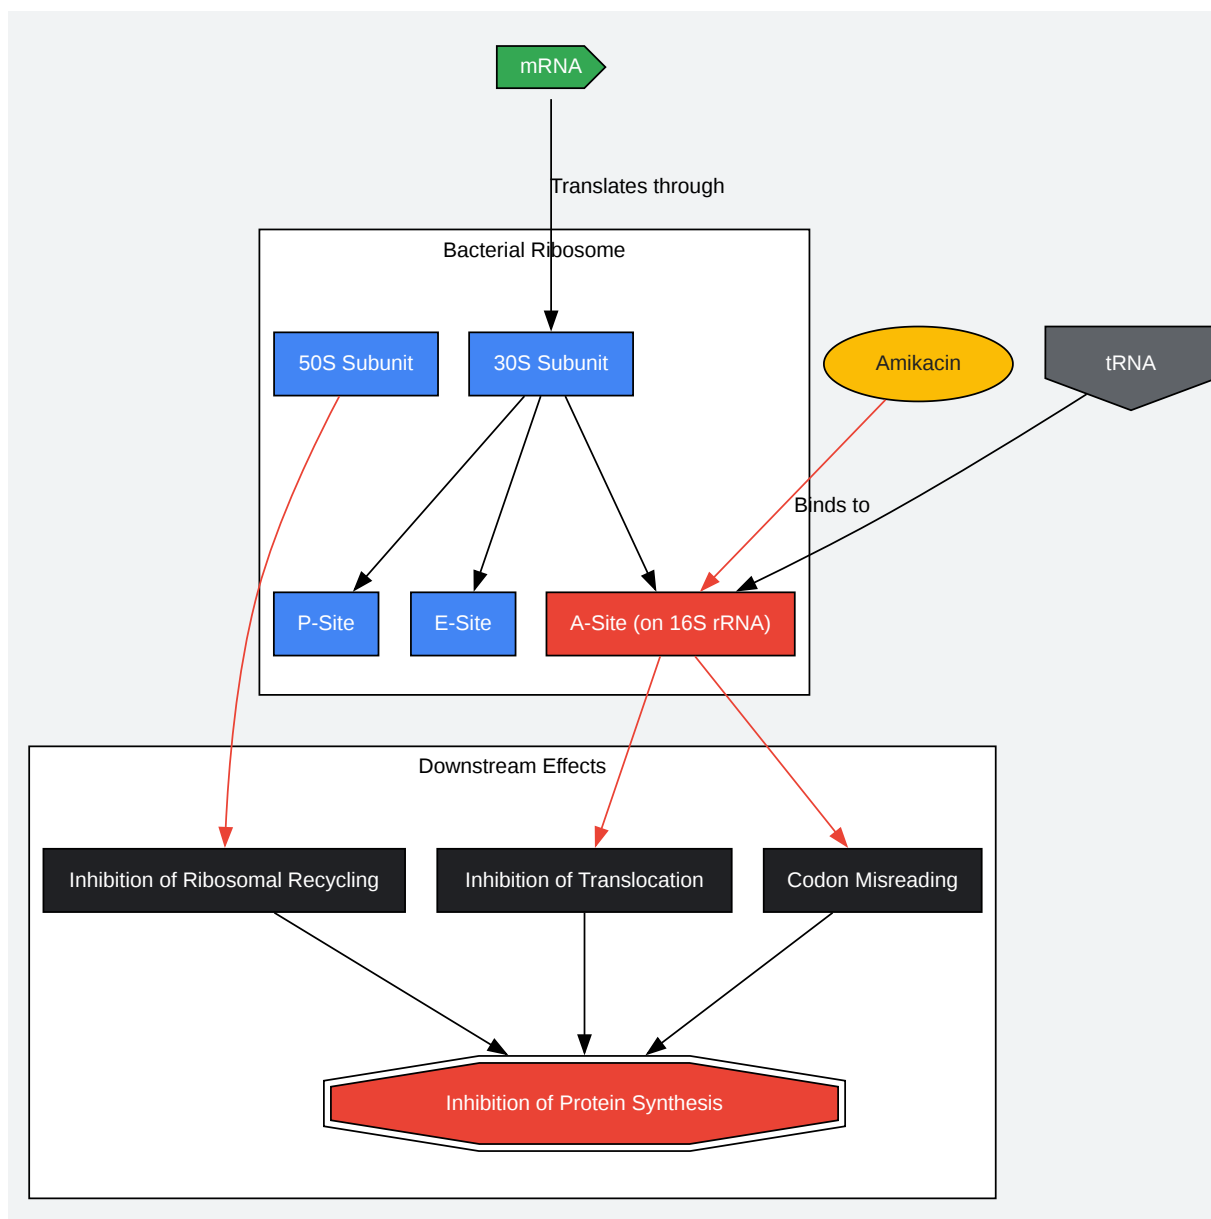 mRNA
Translates through
Bacterial Ribosome
50S Subunit
30S Subunit
Amikacin
tRNA
Binds to
P-Site
E-Site
A-Site (on 16S rRNA)
Downstream Effects
Inhibition of Ribosomal Recycling
Inhibition of Translocation
Codon Misreading
Inhibition of Protein Synthesis